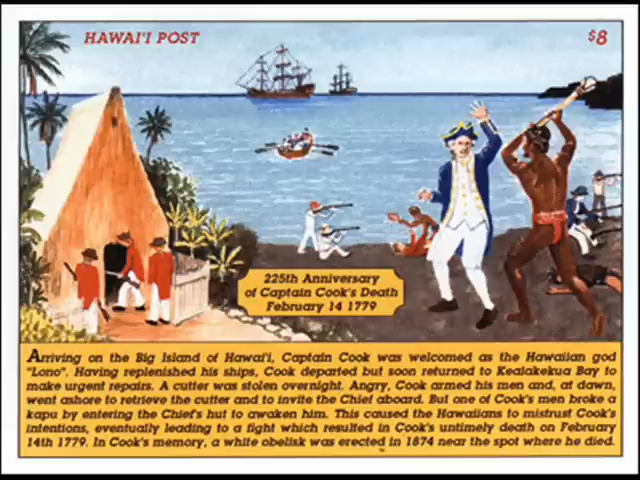 HAWAI'I POST
$8
225th Anniversary
of Captain Cook's Death
February 14 1779
Arriving on the Big Island of Hawai'i, Captain Cook was welcomed as the Hawaiian god
"Lono". Having replenished his ships, Cook departed but soon returned to Kealakekua Bay to
make urgent repairs. A cutter was stolen overnight. Angry, Cook armed his men and, at dawn,
went ashore to retrieve the cutter and to invite the Chief aboard. But one of Cook's men broke a
kapu by entering the Chief's hut to awaken him. This caused the Hawaiians to mistrust Cook's
intentions, eventually leading to a fight which resulted in Cook's untimely death on February
14th 1779. In Cook's memory, a white obelisk was erected in 1874 near the spot where he died.